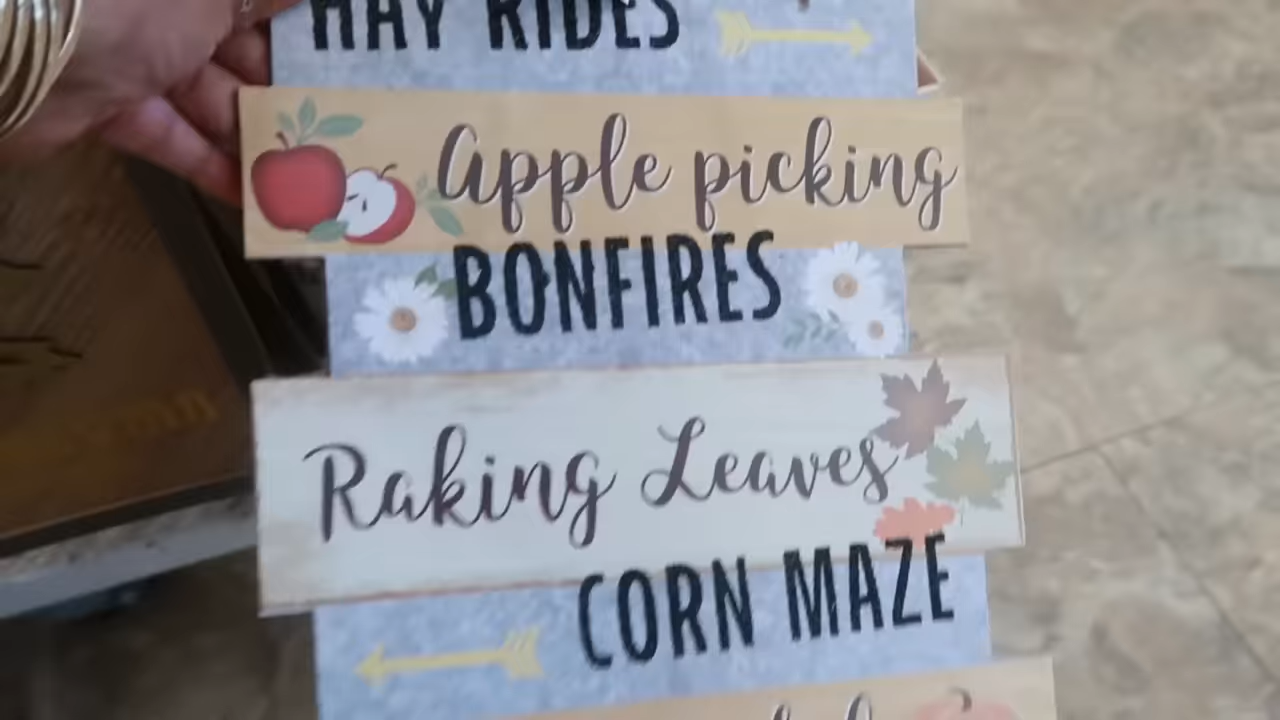 HAY RIDES
Apple picking
BONFIRES
Raking Leaves
CORN MAZE